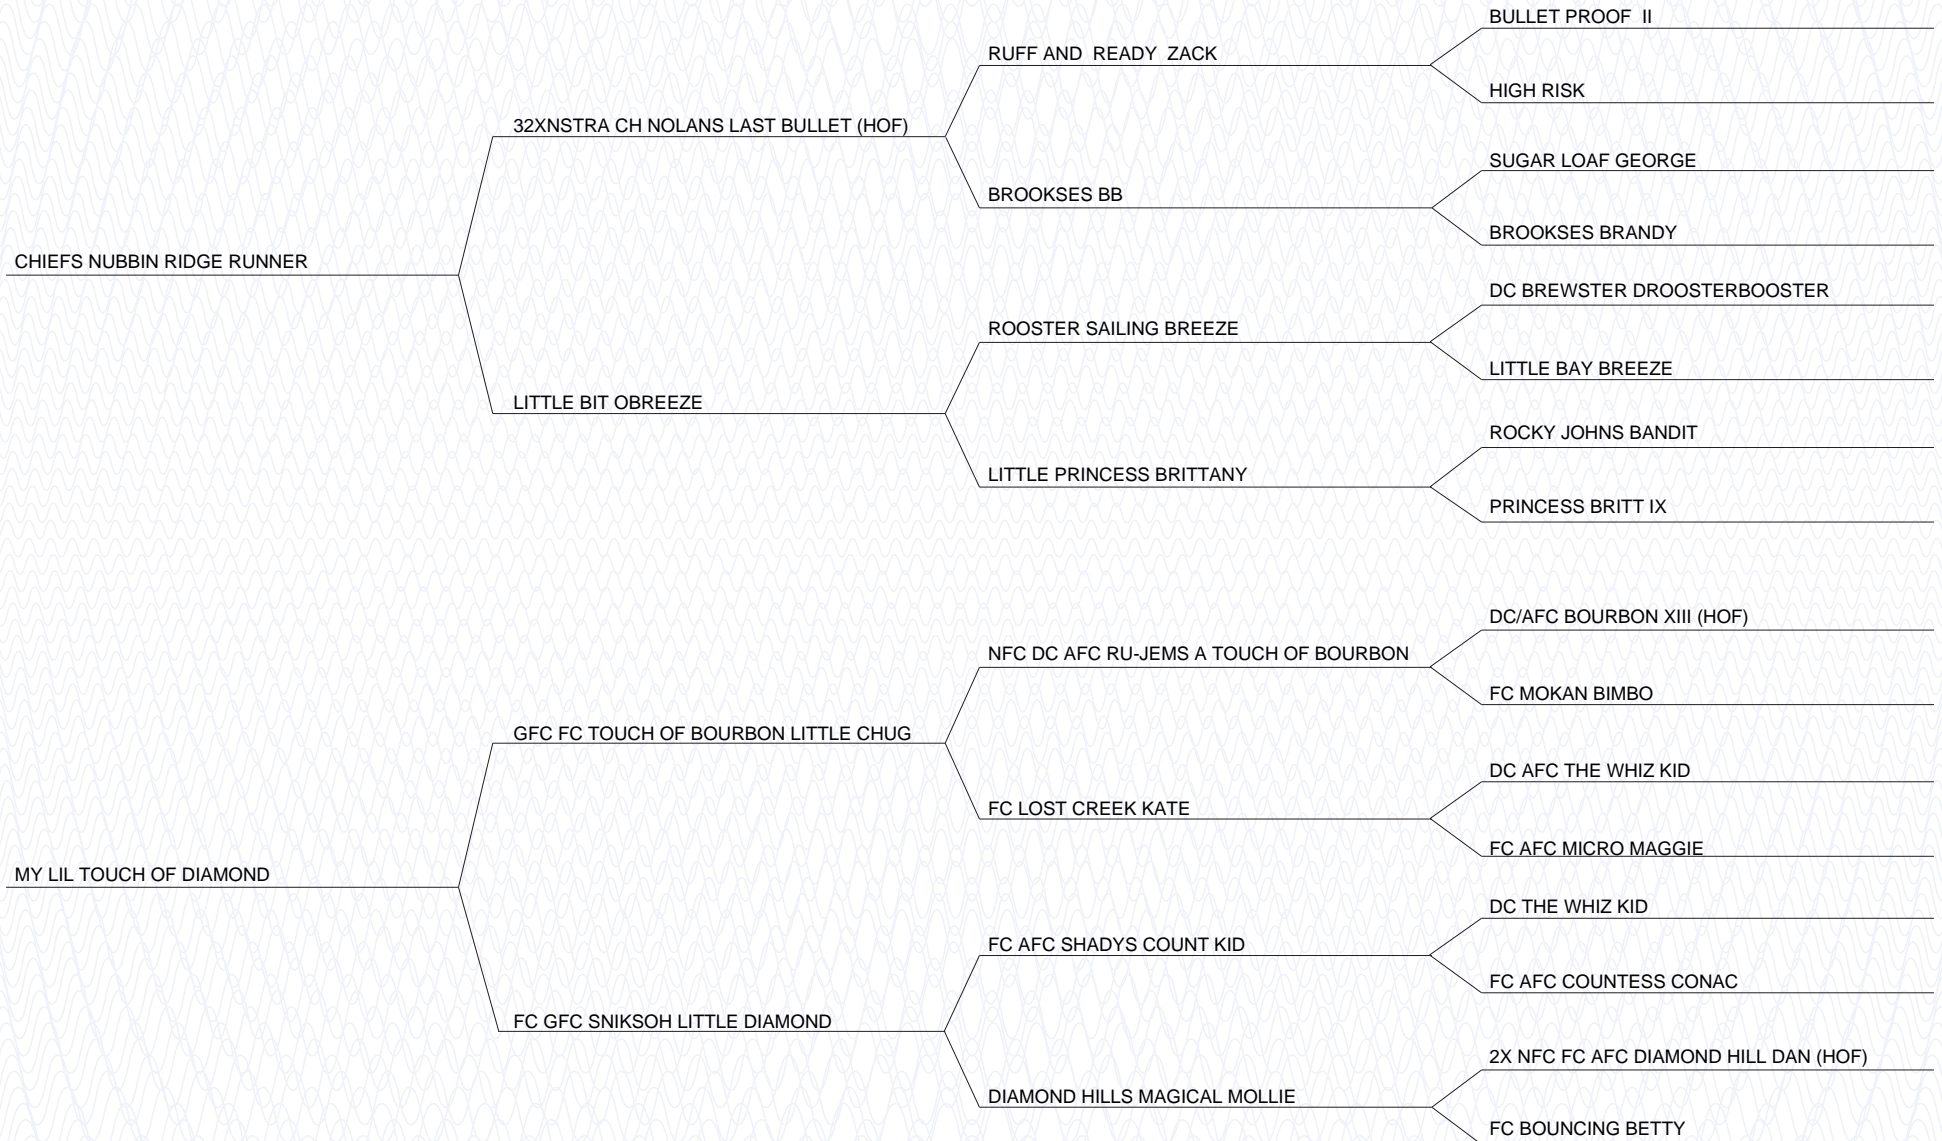 BULLET PROOF  II
RUFF AND  READY  ZACK
HIGH RISK
32XNSTRA CH NOLANS LAST BULLET (HOF)
SUGAR LOAF GEORGE
BROOKSES BB
BROOKSES BRANDY
CHIEFS NUBBIN RIDGE RUNNER
DC BREWSTER DROOSTERBOOSTER
ROOSTER SAILING BREEZE
LITTLE BAY BREEZE
LITTLE BIT OBREEZE
ROCKY JOHNS BANDIT
LITTLE PRINCESS BRITTANY
PRINCESS BRITT IX
DC/AFC BOURBON XIII (HOF)
NFC DC AFC RU-JEMS A TOUCH OF BOURBON
FC MOKAN BIMBO
GFC FC TOUCH OF BOURBON LITTLE CHUG
DC AFC THE WHIZ KID
FC LOST CREEK KATE
FC AFC MICRO MAGGIE
MY LIL TOUCH OF DIAMOND
DC THE WHIZ KID
FC AFC SHADYS COUNT KID
FC AFC COUNTESS CONAC
FC GFC SNIKSOH LITTLE DIAMOND
2X NFC FC AFC DIAMOND HILL DAN (HOF)
DIAMOND HILLS MAGICAL MOLLIE
FC BOUNCING BETTY